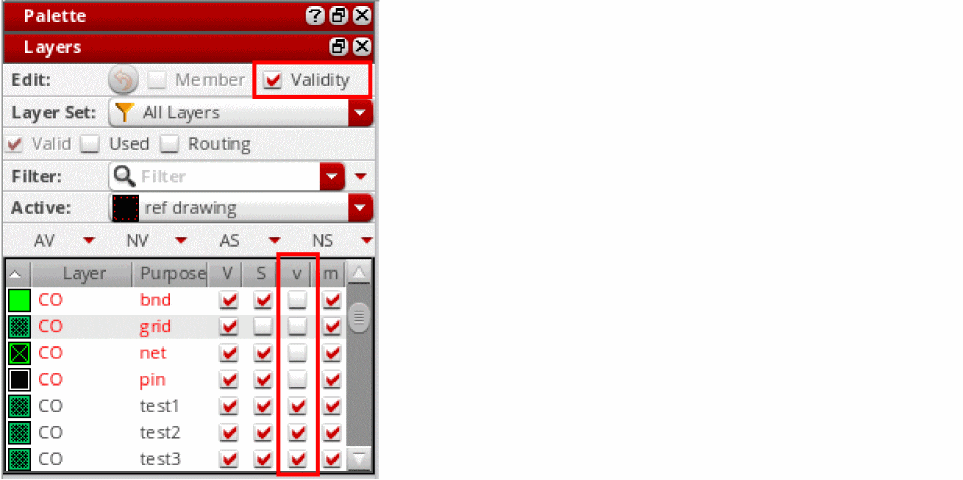 Palette
Layers
Edit: Member Validity
Layer Set: All Layers
Valid Used Routing
Filter: Filter
Active: ref drawing
AV NV AS NS
Layer Purpose V S v m
CO bnd
CO grid
CO net
CO pin
CO test1
CO test2
CO test3